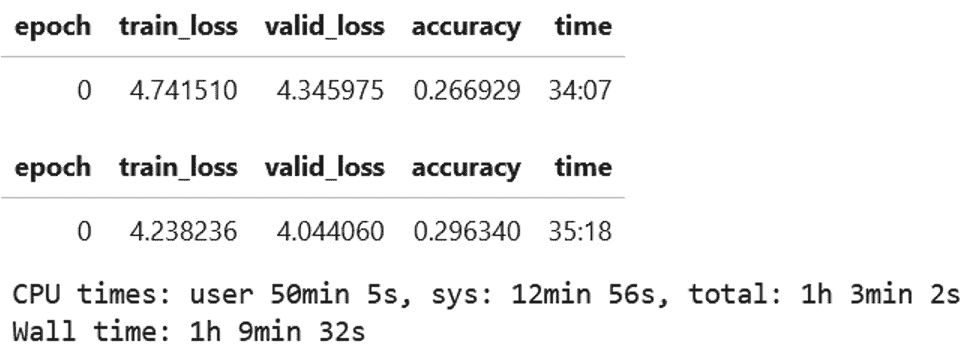 epoch train_loss valid_loss accuracy time
0 4.741510 4.345975 0.266929 34:07
epoch train_loss valid_loss accuracy time
0 4.238236 4.044060 0.296340 35:18
CPU times: user 50min 5s, sys: 12min 56s, total: 1h 3min 2s
Wall time: 1h 9min 32s